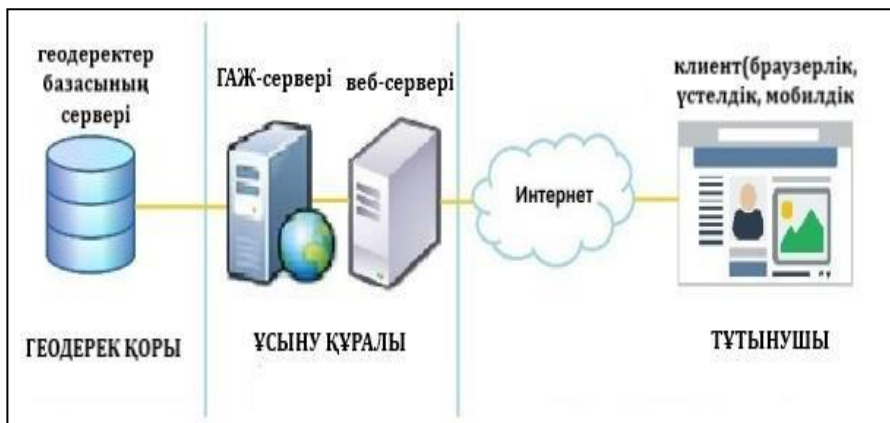 геодеректер
базасының
сервері
ГАЖ-сервері
веб-сервері
Интернет
клиент(браузерлік,
үстелдік, мобилдік
ГЕОДЕРЕК ҚОРЫ
ҰСЫНУ ҚҰРАЛЫ
ТҰТЫНУШЫ